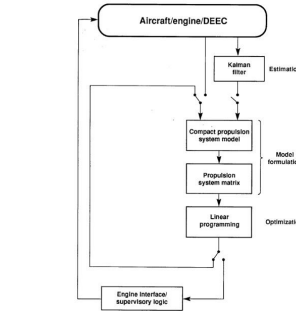 Aircraft/engine/DEEC
Kalman
filter
Estimatio
Compact propulsion
system model
Model
formulatio
Propulsion
system matrix
Linear
programming
Optimizati
Engine interface/
supervisory logic